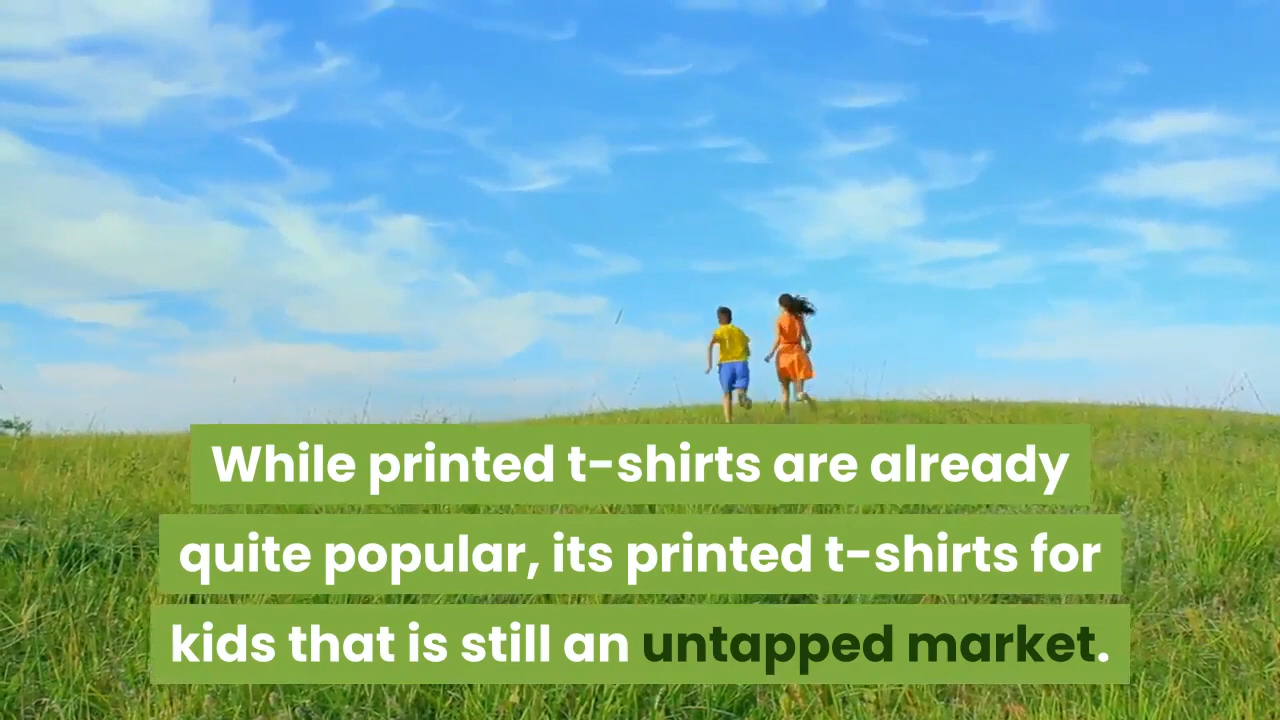 While printed t-shirts are already
quite popular, its printed t-shirts for
kids that is still an untapped market.